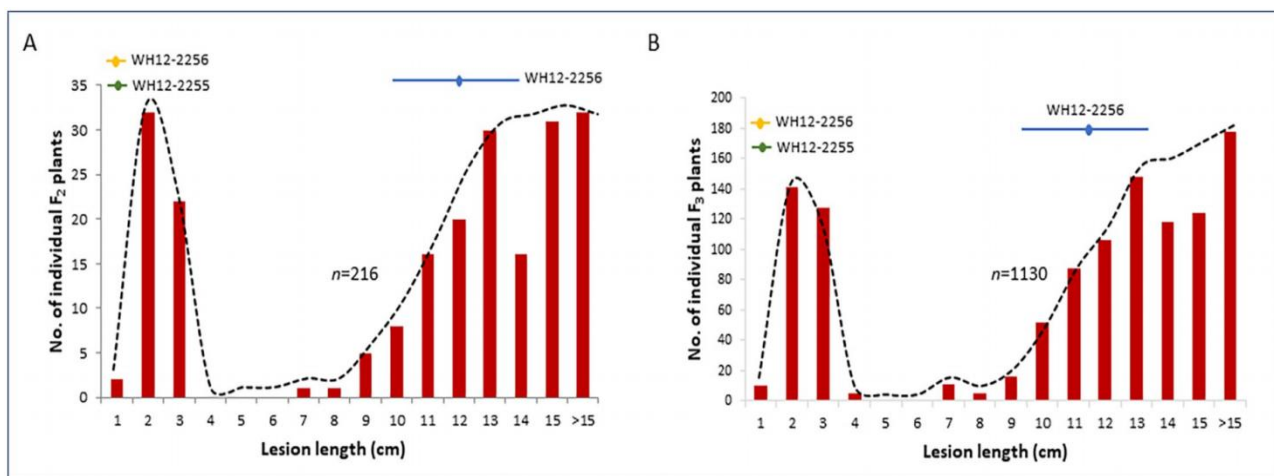 A
WH12-2256
WH12-2255
WH12-2256
No. of individual F₂ plants
35
30
25
20
15
10
5
0
n=216
1 2 3 4 5 6 7 8 9 10 11 12 13 14 15 >15
Lesion length (cm)
B
WH12-2256
WH12-2255
WH12-2256
No. of individual F₃ plants
200
180
160
140
120
100
80
60
40
20
0
n=1130
1 2 3 4 5 6 7 8 9 10 11 12 13 14 15 >15
Lesion length (cm)